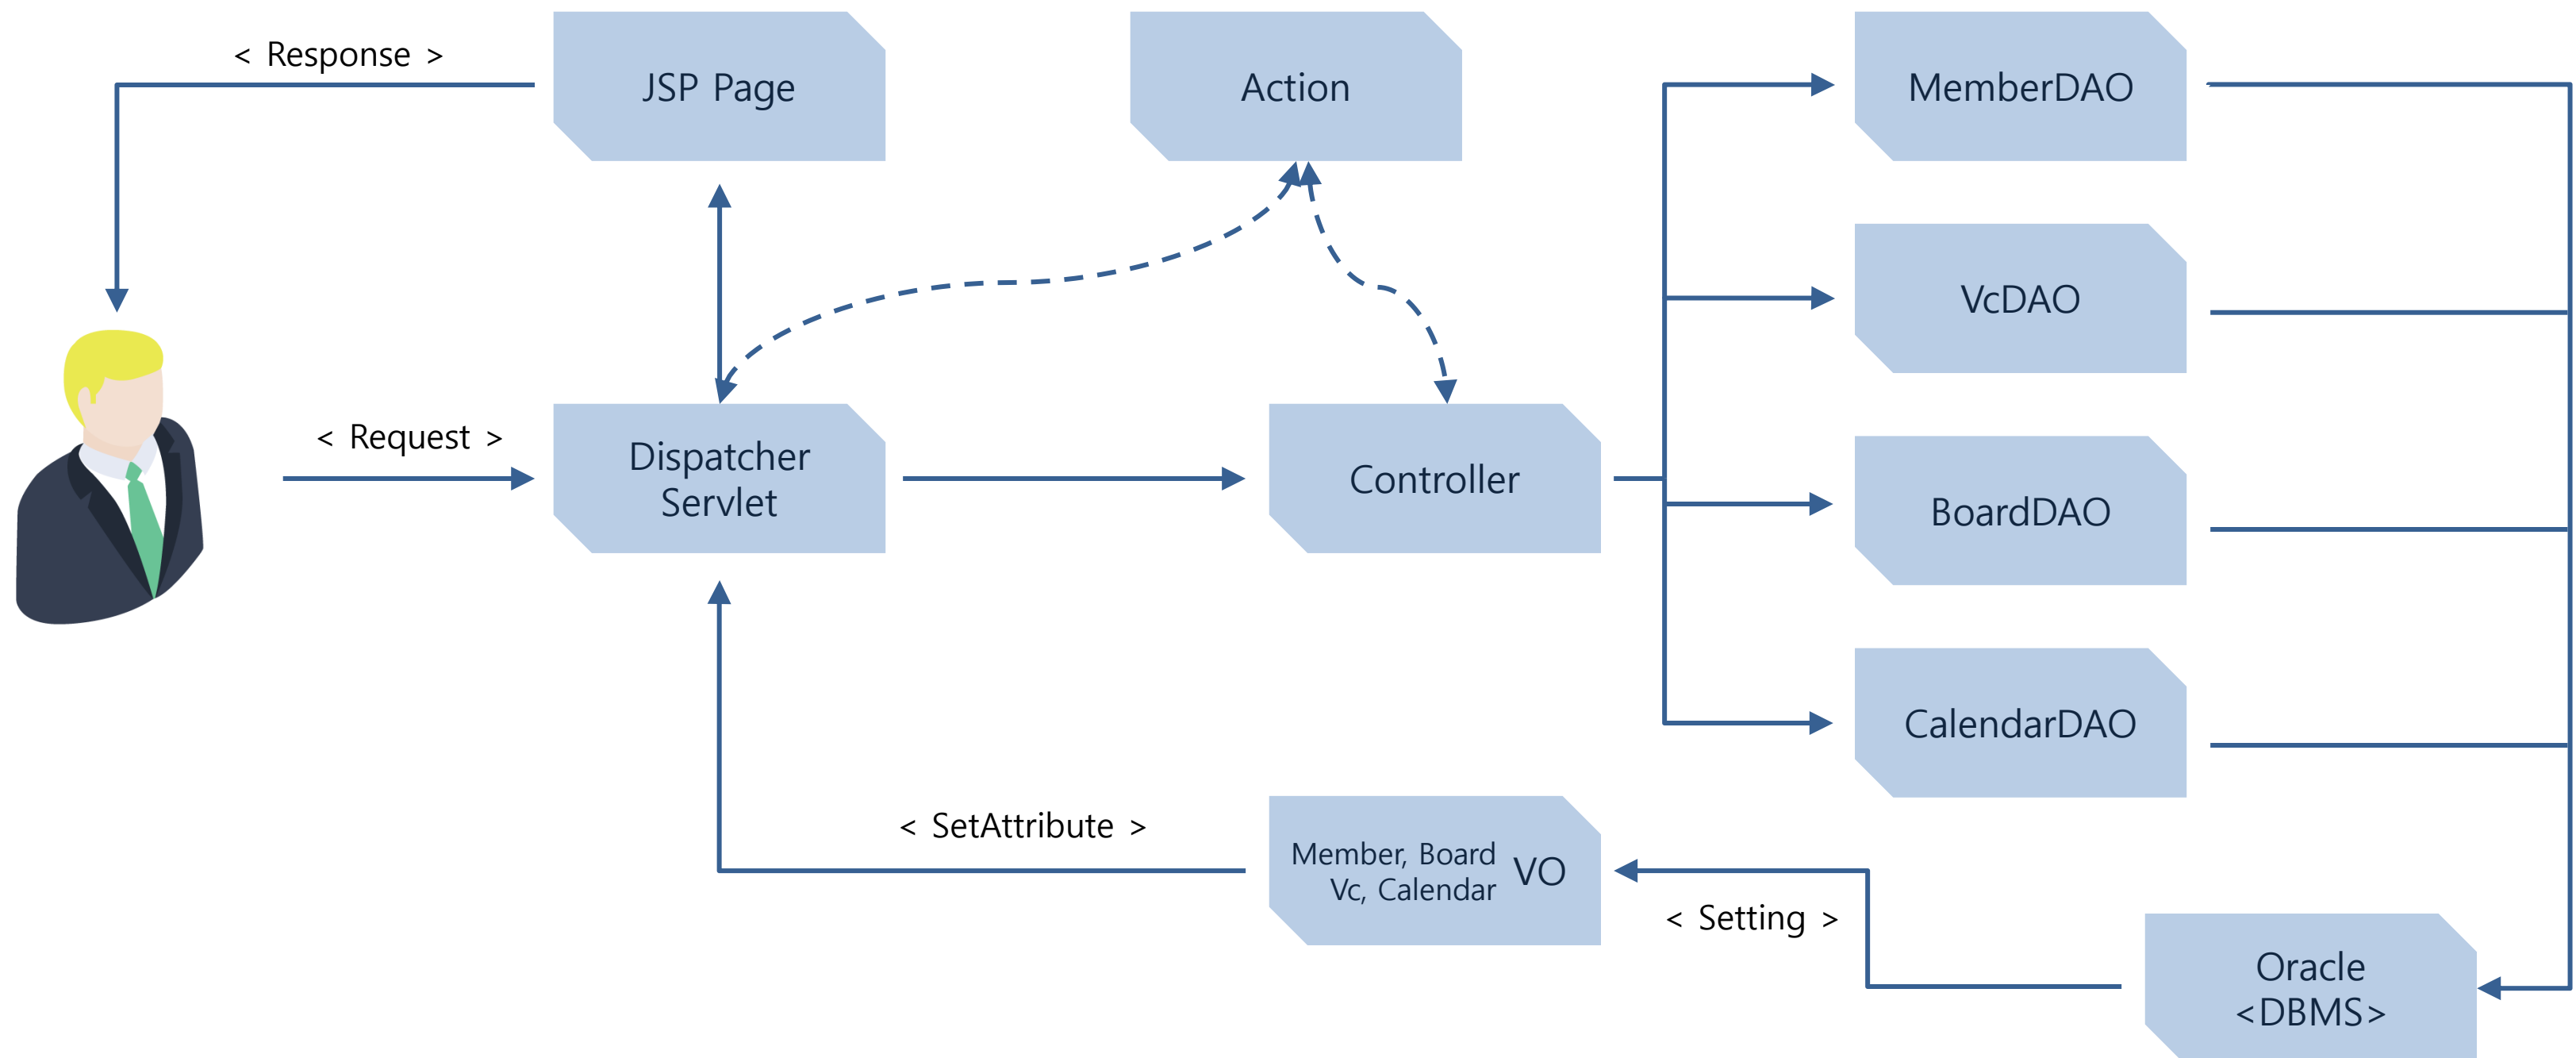 < Response >
JSP Page
Action
MemberDAO
VcDAO
< Request >
Dispatcher
Servlet
Controller
BoardDAO
CalendarDAO
< SetAttribute >
Member, Board
Vc, Calendar
VO
< Setting >
Oracle
<DBMS>